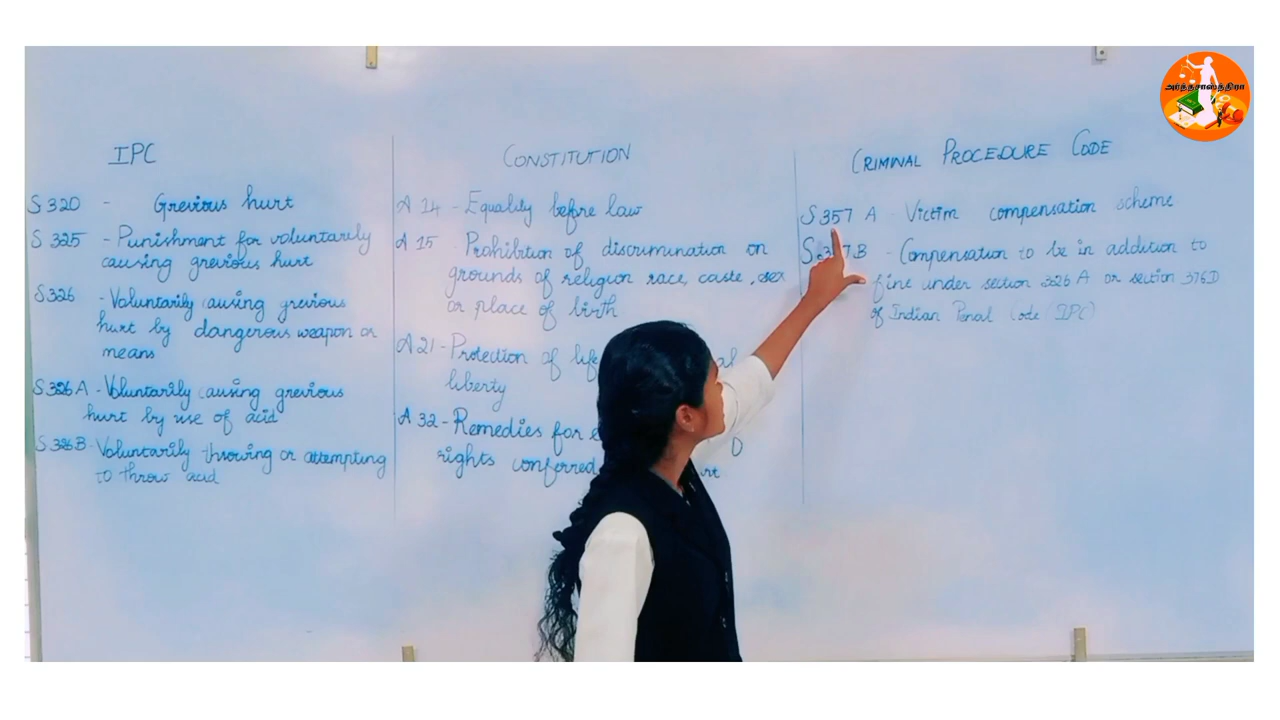 அர்த்தசாஸ்த்திரா
IPC
S 320 - Grevious hurt
S 325 - Punishment for voluntarily
causing grevious hurt
S 326 - Voluntarily causing grevious
hurt by dangerous weapon or
means
S 326 A - Voluntarily causing grevious
hurt by use of acid
S 326 B - Voluntarily throwing or attempting
to throw acid
CONSTITUTION
A 14 - Equality before law
A 15 - Prohibition of discrimination on
grounds of religion race, caste, sex
or place of birth
A 21 - Protection of life
liberty
A 32 - Remedies for
rights conferred
CRIMINAL PROCEDURE CODE
S 357 A - Victim compensation scheme
B - Compensation to be in addition to
fine under section 326 A or section 376D
of Indian Penal Code (IPC)